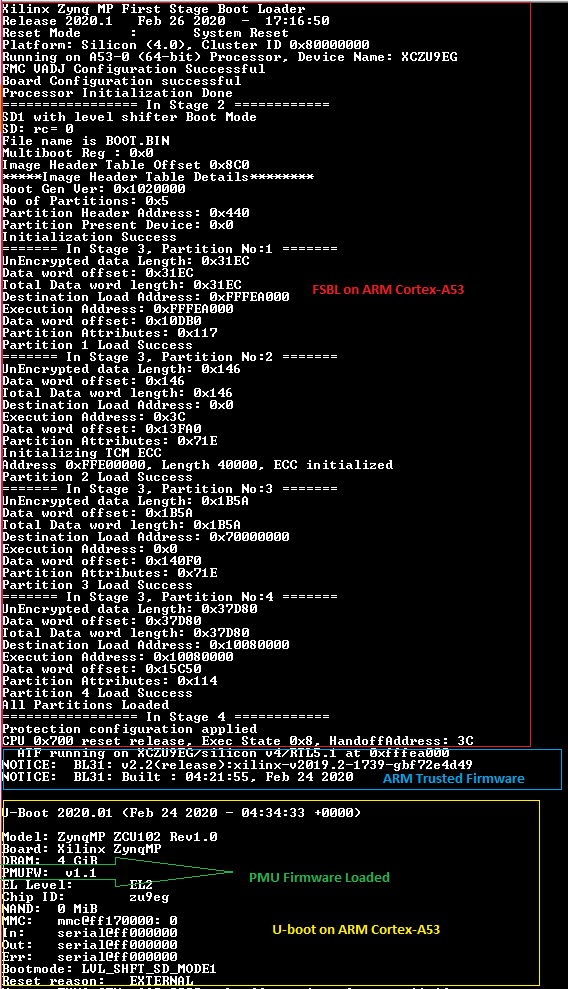 Xilinx Zynq MP First Stage Boot Loader
Release 2020.1   Feb 26 2020  -  17:16:50
Reset Mode      :       System Reset
Platform: Silicon (4.0), Cluster ID 0x80000000
Running on A53-0 (64-bit) Processor, Device Name: XCZU9EG
FMC VADJ Configuration Successful
Board Configuration successful
Processor Initialization Done
================= In Stage 2 ============
SD1 with level shifter Boot Mode
SD: rc= 0
File name is BOOT.BIN
Multiboot Reg : 0x0
Image Header Table Offset 0x8C0
*****Image Header Table Details********
Boot Gen Ver: 0x1020000
No of Partitions: 0x5
Partition Header Address: 0x440
Partition Present Device: 0x0
Initialization Success
======= In Stage 3, Partition No:1 =======
UnEncrypted data Length: 0x31EC
Data word offset: 0x31EC
Total Data word length: 0x31EC
Destination Load Address: 0xFFFEA000
FSBL on ARM Cortex-A53
Execution Address: 0xFFFEA000
Data word offset: 0x10DB0
Partition Attributes: 0x117
Partition 1 Load Success
======= In Stage 3, Partition No:2 =======
UnEncrypted data Length: 0x146
Data word offset: 0x146
Total Data word length: 0x146
Destination Load Address: 0x0
Execution Address: 0x3C
Data word offset: 0x13FA0
Partition Attributes: 0x71E
Initializing TCM ECC
Address 0xFFE00000, Length 40000, ECC initialized
Partition 2 Load Success
======= In Stage 3, Partition No:3 =======
UnEncrypted data Length: 0x1B5A
Data word offset: 0x1B5A
Total Data word length: 0x1B5A
Destination Load Address: 0x70000000
Execution Address: 0x0
Data word offset: 0x140F0
Partition Attributes: 0x71E
Partition 3 Load Success
======= In Stage 3, Partition No:4 =======
UnEncrypted data Length: 0x37D80
Data word offset: 0x37D80
Total Data word length: 0x37D80
Destination Load Address: 0x10080000
Execution Address: 0x10080000
Data word offset: 0x15C50
Partition Attributes: 0x114
Partition 4 Load Success
All Partitions Loaded
================= In Stage 4 ============
Protection configuration applied
CPU 0x700 reset release, Exec State 0x8, HandoffAddress: 3C
ATF running on XCZU9EG/silicon v4/RTL5.1 at 0xfffea000
NOTICE:  BL31: v2.2(release):xilinx-v2019.2-1739-gbf72e4d49
NOTICE:  BL31: Built : 04:21:55, Feb 24 2020
ARM Trusted Firmware
U-Boot 2020.01 (Feb 24 2020 - 04:34:33 +0000)
Model: ZynqMP ZCU102 Rev1.0
Board: Xilinx ZynqMP
DRAM:  4 GiB
PMUFW:  v1.1
PMU Firmware Loaded
EL Level:       EL2
Chip ID:        zu9eg
NAND:  0 MiB
MMC:   mmc@ff170000: 0
In:    serial@ff000000
U-boot on ARM Cortex-A53
Out:   serial@ff000000
Err:   serial@ff000000
Bootmode: LVL_SHFT_SD_MODE1
Reset reason:   EXTERNAL